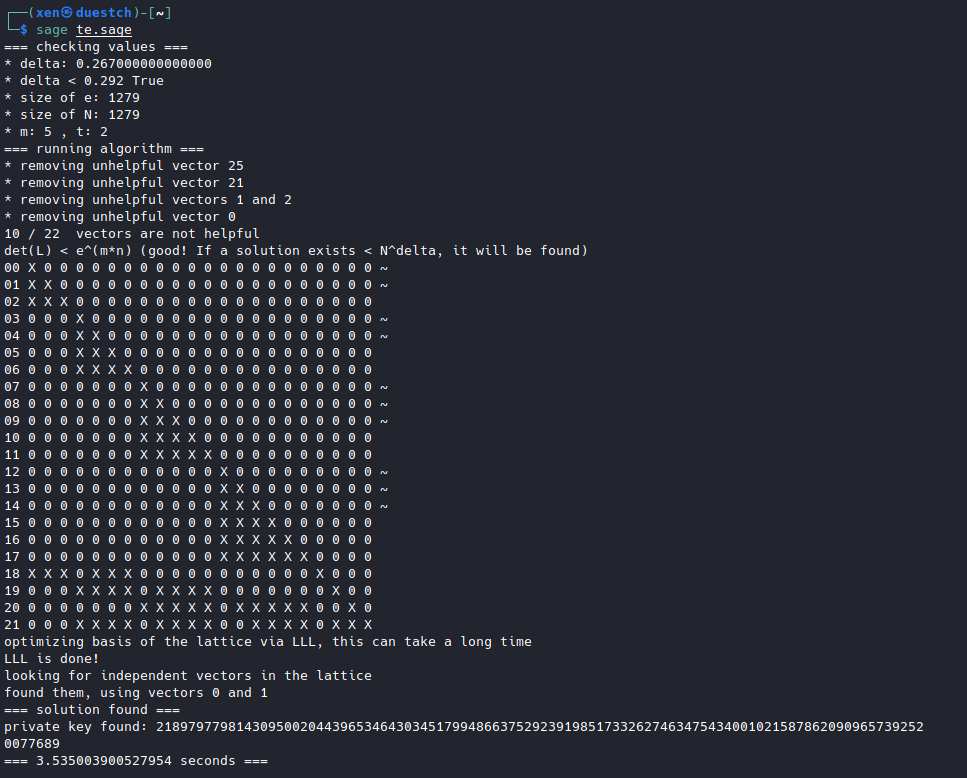 ┌──(xen㉿duestch)-[~]
└─$ sage te.sage
=== checking values ===
* delta: 0.267000000000000
* delta < 0.292 True
* size of e: 1279
* size of N: 1279
* m: 5 , t: 2
=== running algorithm ===
* removing unhelpful vector 25
* removing unhelpful vector 21
* removing unhelpful vectors 1 and 2
* removing unhelpful vector 0
10 / 22  vectors are not helpful
det(L) < e^(m*n) (good! If a solution exists < N^delta, it will be found)
00 X 0 0 0 0 0 0 0 0 0 0 0 0 0 0 0 0 0 0 0 0 0 ~
01 X X 0 0 0 0 0 0 0 0 0 0 0 0 0 0 0 0 0 0 0 0 ~
02 X X X 0 0 0 0 0 0 0 0 0 0 0 0 0 0 0 0 0 0 0
03 0 0 0 X 0 0 0 0 0 0 0 0 0 0 0 0 0 0 0 0 0 0 ~
04 0 0 0 X X 0 0 0 0 0 0 0 0 0 0 0 0 0 0 0 0 0 ~
05 0 0 0 X X X 0 0 0 0 0 0 0 0 0 0 0 0 0 0 0 0
06 0 0 0 X X X X 0 0 0 0 0 0 0 0 0 0 0 0 0 0 0
07 0 0 0 0 0 0 0 X 0 0 0 0 0 0 0 0 0 0 0 0 0 0 ~
08 0 0 0 0 0 0 0 X X 0 0 0 0 0 0 0 0 0 0 0 0 0 ~
09 0 0 0 0 0 0 0 X X X 0 0 0 0 0 0 0 0 0 0 0 0 ~
10 0 0 0 0 0 0 0 X X X X 0 0 0 0 0 0 0 0 0 0 0
11 0 0 0 0 0 0 0 X X X X X 0 0 0 0 0 0 0 0 0 0
12 0 0 0 0 0 0 0 0 0 0 0 0 X 0 0 0 0 0 0 0 0 0 ~
13 0 0 0 0 0 0 0 0 0 0 0 0 X X 0 0 0 0 0 0 0 0 ~
14 0 0 0 0 0 0 0 0 0 0 0 0 X X X 0 0 0 0 0 0 0 ~
15 0 0 0 0 0 0 0 0 0 0 0 0 X X X X 0 0 0 0 0 0
16 0 0 0 0 0 0 0 0 0 0 0 0 X X X X X 0 0 0 0 0
17 0 0 0 0 0 0 0 0 0 0 0 0 X X X X X X 0 0 0 0
18 X X X 0 X X X 0 0 0 0 0 0 0 0 0 0 0 X 0 0 0
19 0 0 0 X X X X 0 X X X X 0 0 0 0 0 0 0 X 0 0
20 0 0 0 0 0 0 0 X X X X X 0 X X X X X 0 0 X 0
21 0 0 0 X X X X 0 X X X X 0 0 X X X X 0 X X X
optimizing basis of the lattice via LLL, this can take a long time
LLL is done!
looking for independent vectors in the lattice
found them, using vectors 0 and 1
=== solution found ===
private key found: 218979779814309500204439653464303451799486637529239198517332627463475434001021587862090965739252
0077689
=== 3.535003900527954 seconds ===